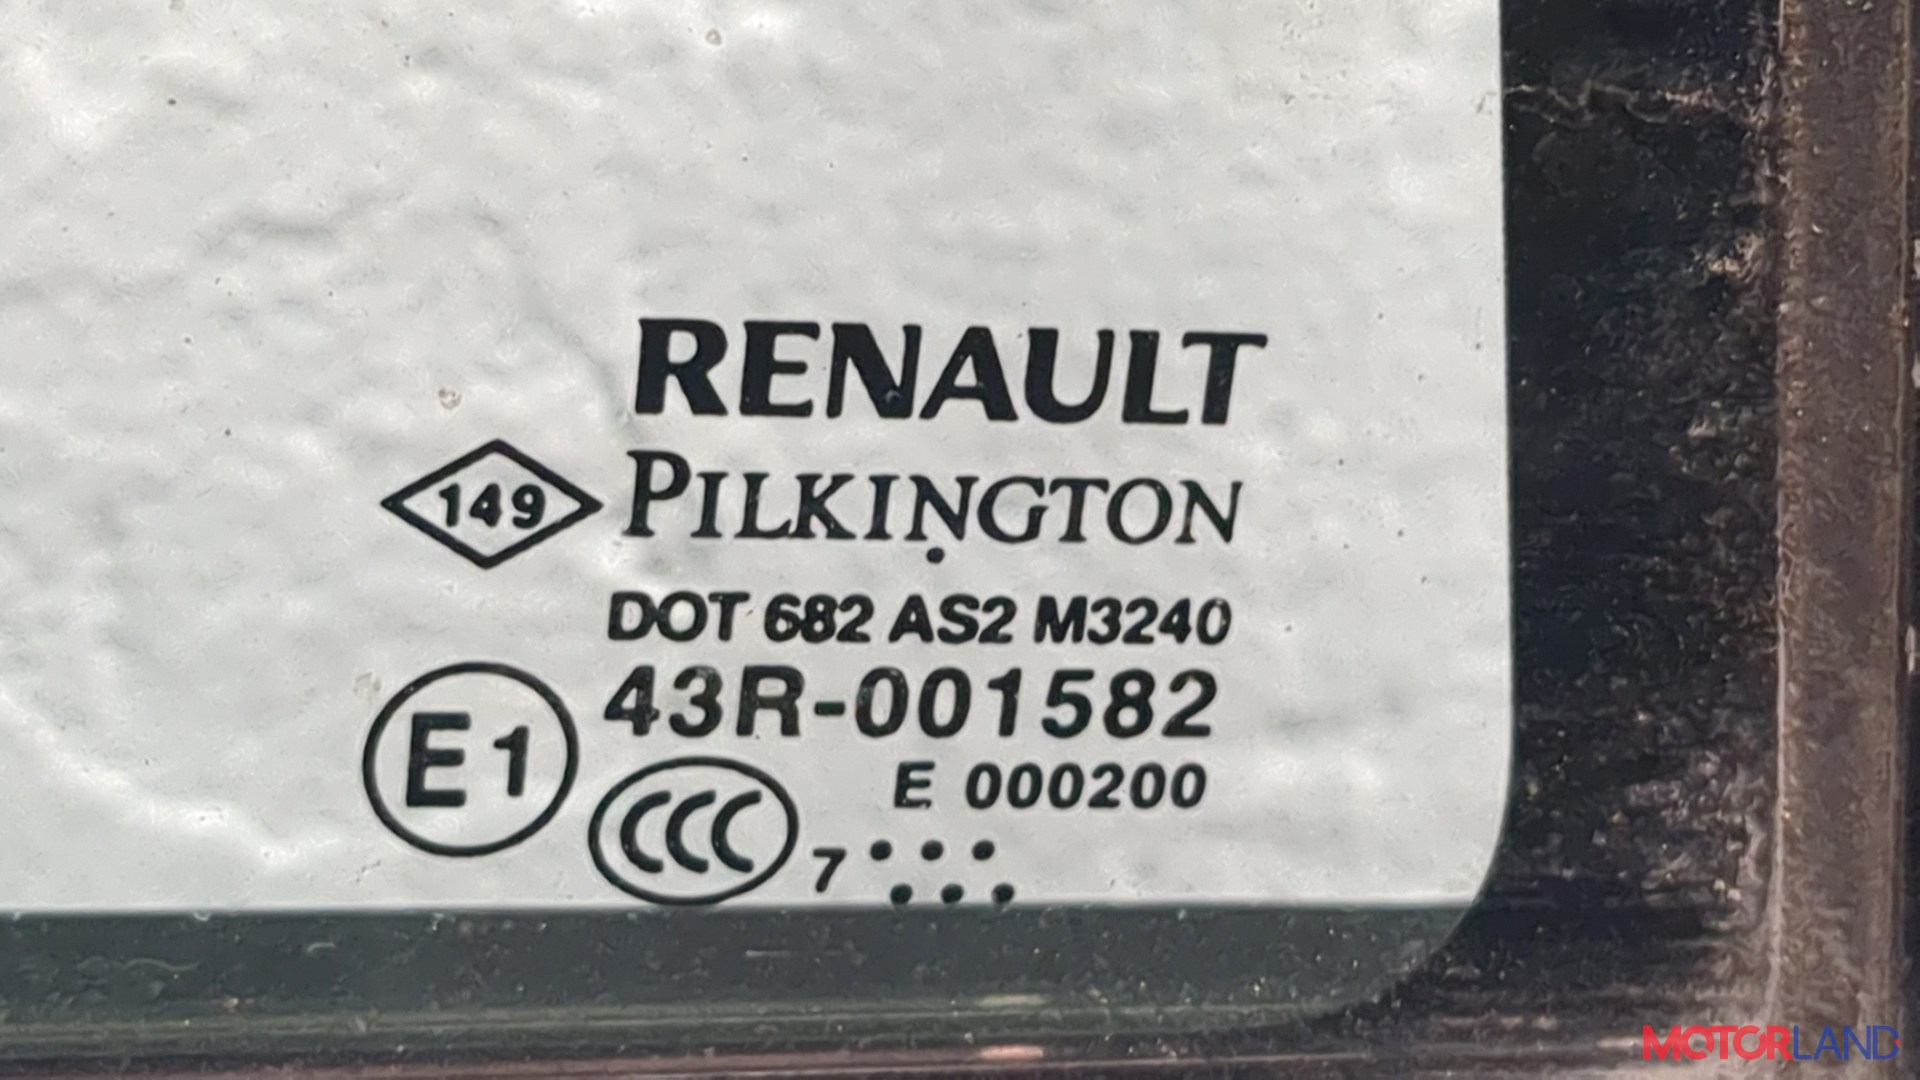 RENAULT
149 PILKINGTON
DOT 682 AS2 M3240
43R-001582
E1
E 000200
CCC 7
MOTORLAND